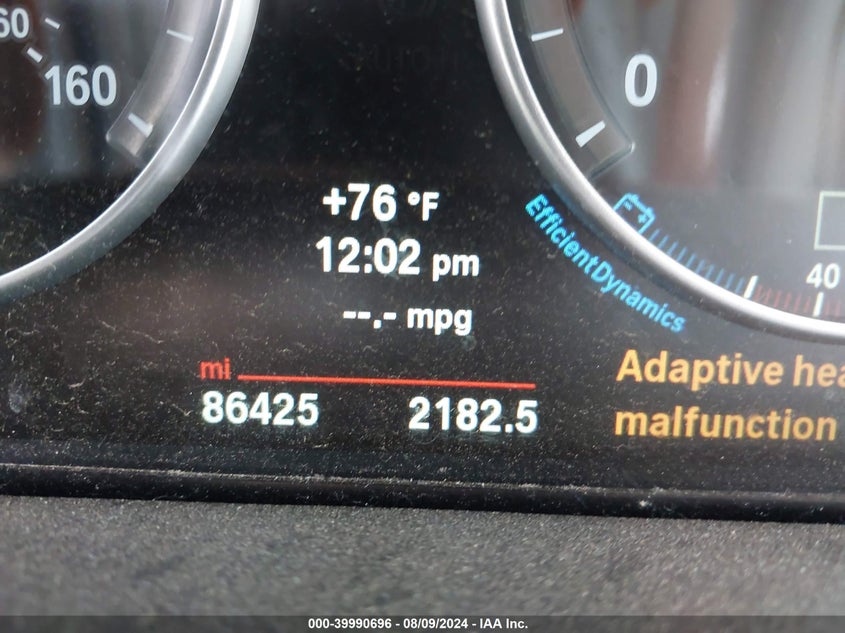 60
160
0
+76 °F
12:02 pm
--.- mpg
EfficientDynamics
40
mi
86425 2182.5
Adaptive hea
malfunction
000-39990696 - 08/09/2024 - IAA Inc.